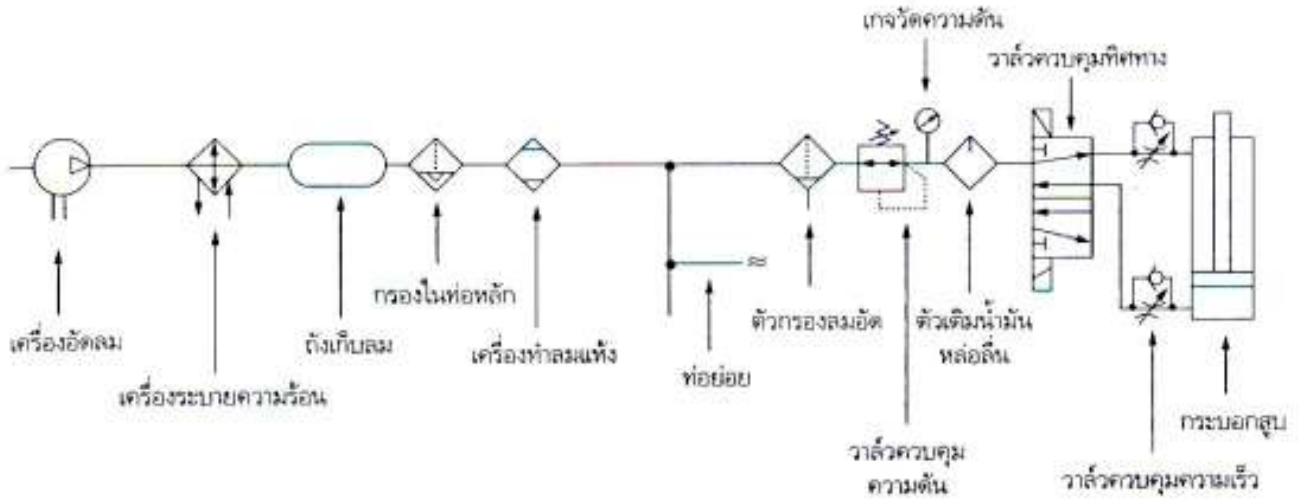 เกจวัดความดัน
วาล์วควบคุมทิศทาง
เครื่องอัดลม
เครื่องระบายความร้อน
ถังเก็บลม
กรองในท่อหลัก
เครื่องทำลมแห้ง
ท่อย่อย
ตัวกรองลมอัด
ตัวเติมน้ำมัน
หล่อลื่น
วาล์วควบคุม
ความดัน
วาล์วควบคุมความเร็ว
กระบอกสูบ